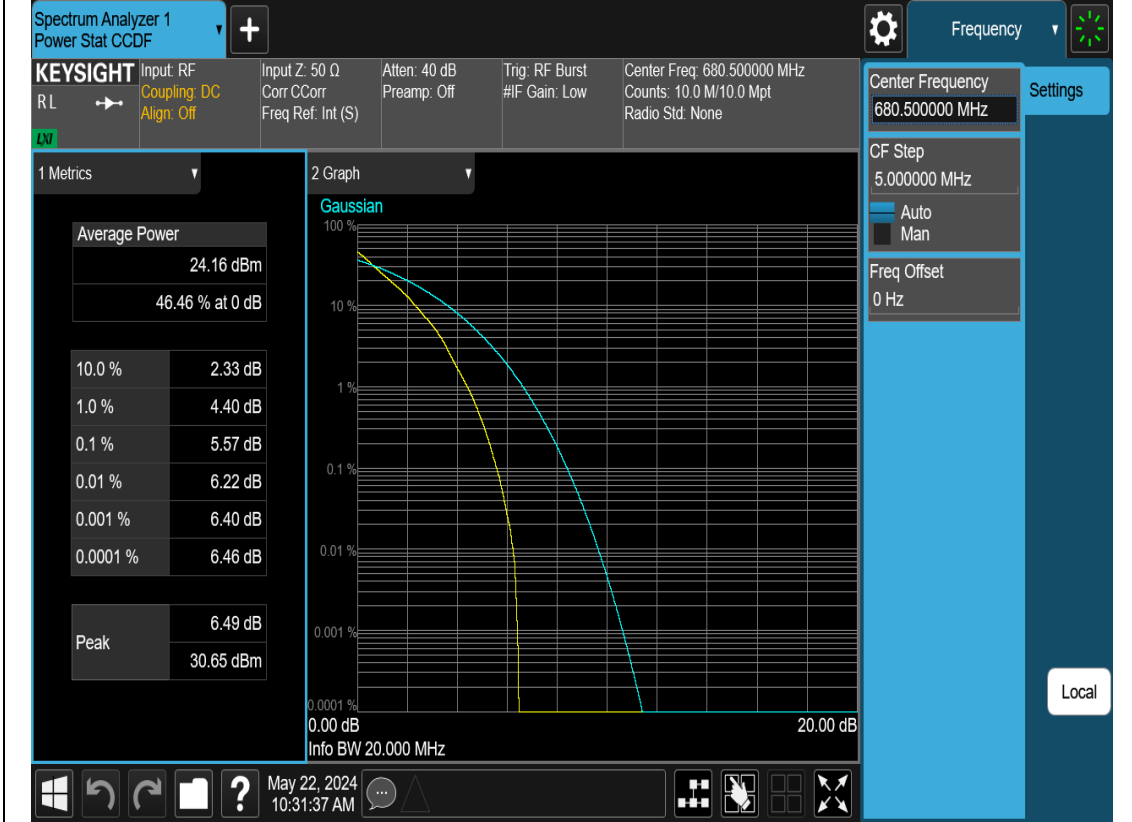 Spectrum Analyzer 1
Power Stat CCDF
Frequency
KEYSIGHT
RL
LXI
Input: RF
Coupling: DC
Align: Off
Input Z: 50 Ω
Corr CCorr
Freq Ref: Int (S)
Atten: 40 dB
Preamp: Off
Trig: RF Burst
#IF Gain: Low
Center Freq: 680.500000 MHz
Counts: 10.0 M/10.0 Mpt
Radio Std: None
Center Frequency
680.500000 MHz
Settings
CF Step
5.000000 MHz
Auto
Man
Freq Offset
0 Hz
Local
1 Metrics
Average Power
24.16 dBm
46.46 % at 0 dB
10.0 % 2.33 dB
1.0 % 4.40 dB
0.1 % 5.57 dB
0.01 % 6.22 dB
0.001 % 6.40 dB
0.0001 % 6.46 dB
Peak
6.49 dB
30.65 dBm
2 Graph
Gaussian
100 %
10 %
1 %
0.1 %
0.01 %
0.001 %
0.0001 %
0.00 dB 20.00 dB
Info BW 20.000 MHz
?
May 22, 2024
10:31:37 AM